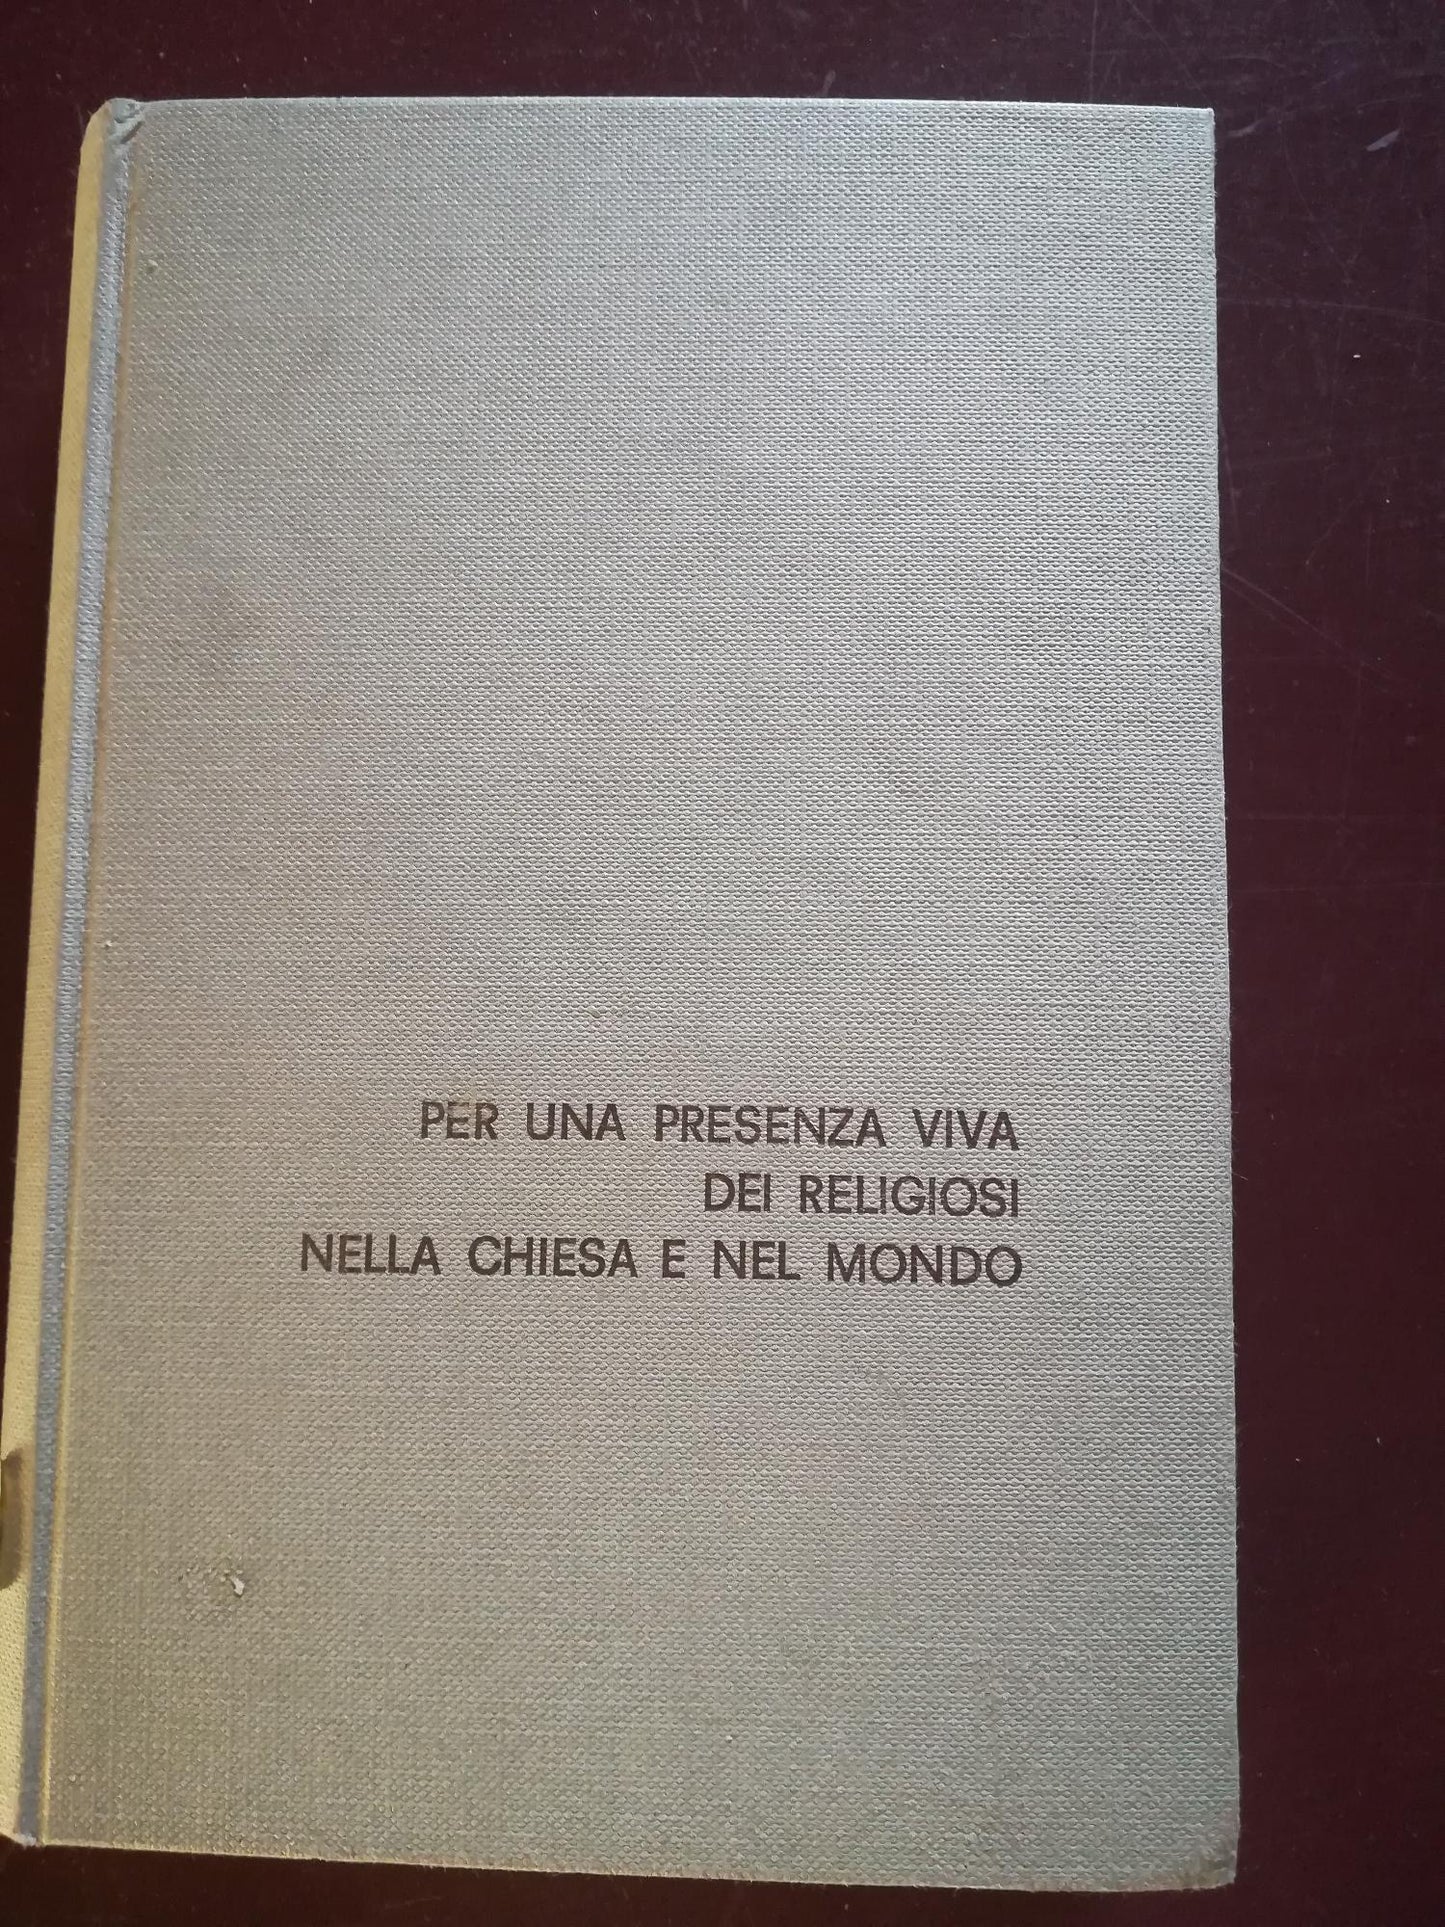 PER UNA PRESENZA VIVA
DEI RELIGIOSI
NELLA CHIESA E NEL MONDO